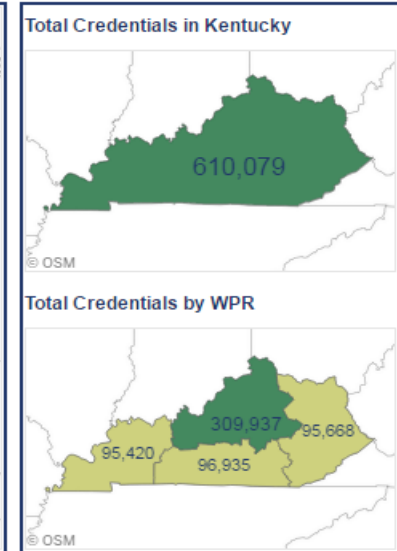 Total Credentials in Kentucky
610,079
© OSM
Total Credentials by WPR
309,937
95,668
95,420
96,935
© OSM